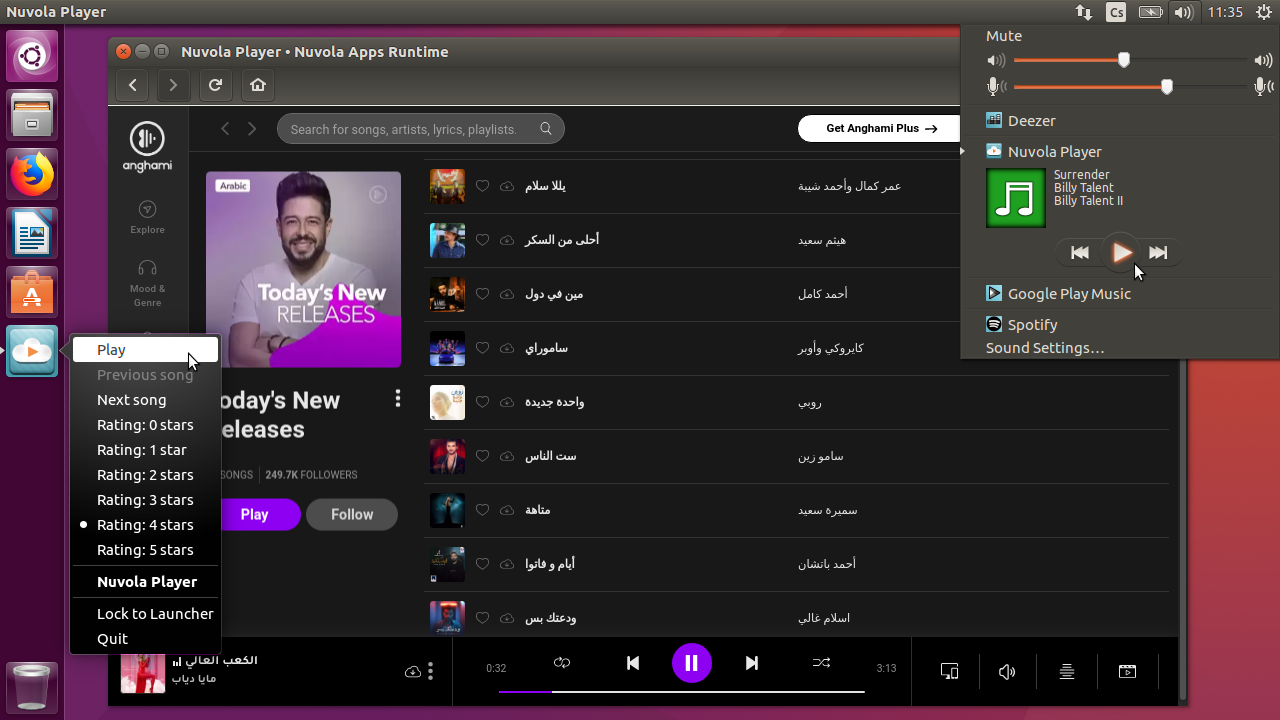 Nuvola Player
Cs
11:35
Nuvola Player • Nuvola Apps Runtime
anghami
Search for songs, artists, lyrics, playlists.
Get Anghami Plus →
Explore
Mood &
Genre
Arabic
Today's New
RELEASES
oday's New
eleases
SONGS
249.7K FOLLOWERS
Play
Follow
يللا سلام
عمر كمال وأحمد شيبة
أحلى من السكر
هيثم سعيد
مين في دول
أحمد كامل
ساموراي
كايروكي وأوبر
واحدة جديدة
روبي
ست الناس
سامو زين
متاهة
سميرة سعيد
أيام و فاتوا
أحمد باتشان
ودعتك بس
اسلام غالي
Play
Previous song
Next song
Rating: 0 stars
Rating: 1 star
Rating: 2 stars
Rating: 3 stars
Rating: 4 stars
Rating: 5 stars
Nuvola Player
Lock to Launcher
Quit
Mute
Deezer
Nuvola Player
Surrender
Billy Talent
Billy Talent II
Google Play Music
Spotify
Sound Settings…
الكعب العالي
مايا دياب
0:32
3:13